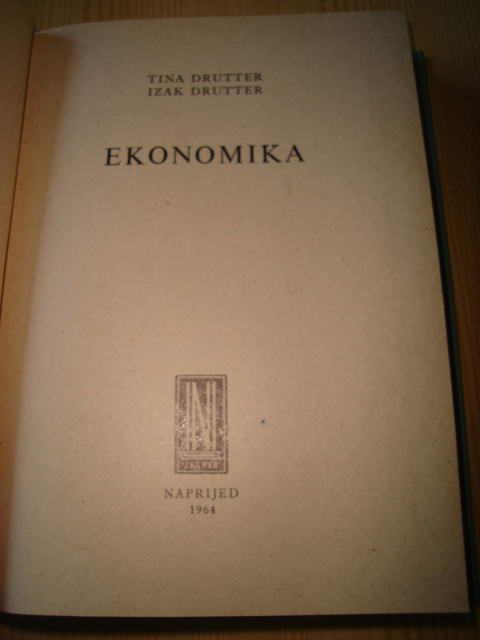 TINA DRUTTER
IZAK DRUTTER
EKONOMIKA
N
NAPRIJED
1964